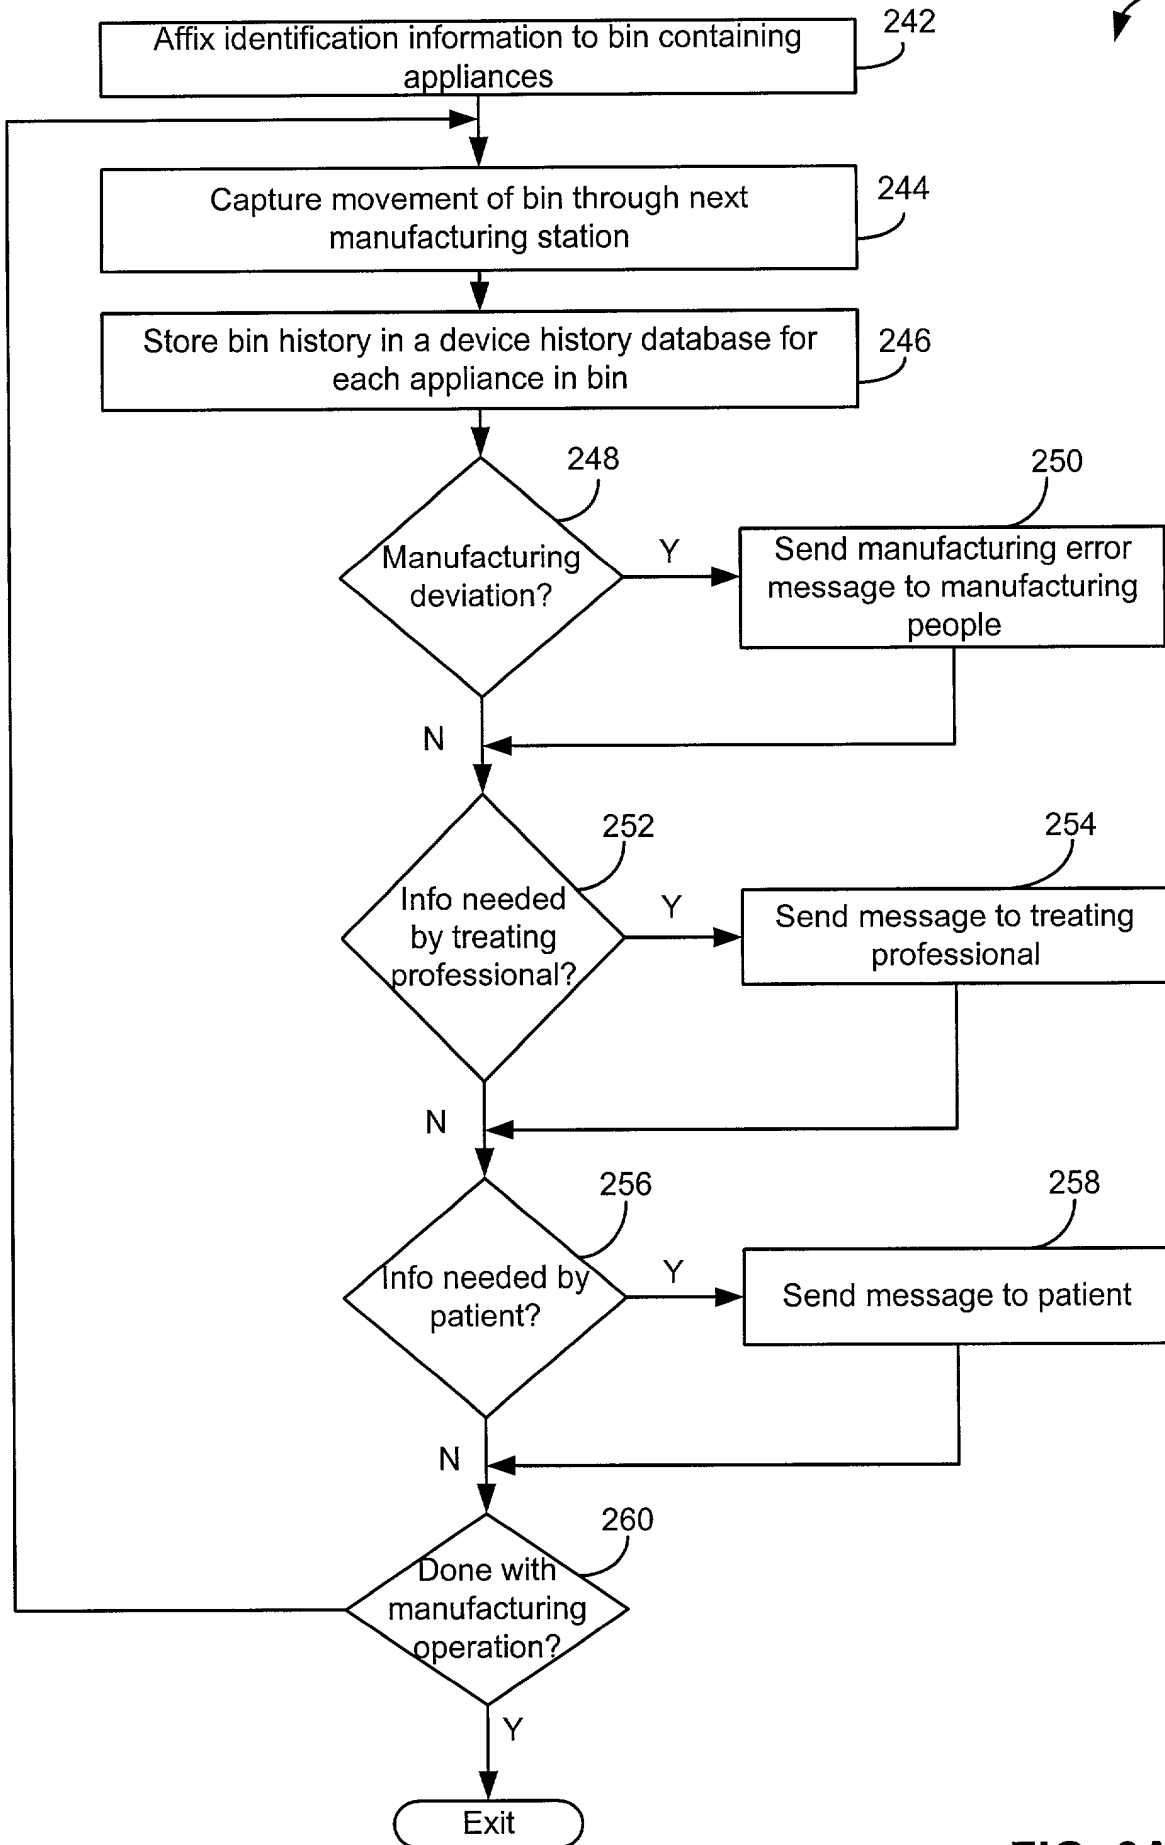 242
Affix identification information to bin containing
appliances
244
Capture movement of bin through next
manufacturing station
246
Store bin history in a device history database for
each appliance in bin
248
250
Manufacturing
deviation?
Y
Send manufacturing error
message to manufacturing
people
N
252
254
Info needed
by treating
professional?
Y
Send message to treating
professional
N
256
258
Info needed by
patient?
Y
Send message to patient
N
260
Done with
manufacturing
operation?
Y
Exit